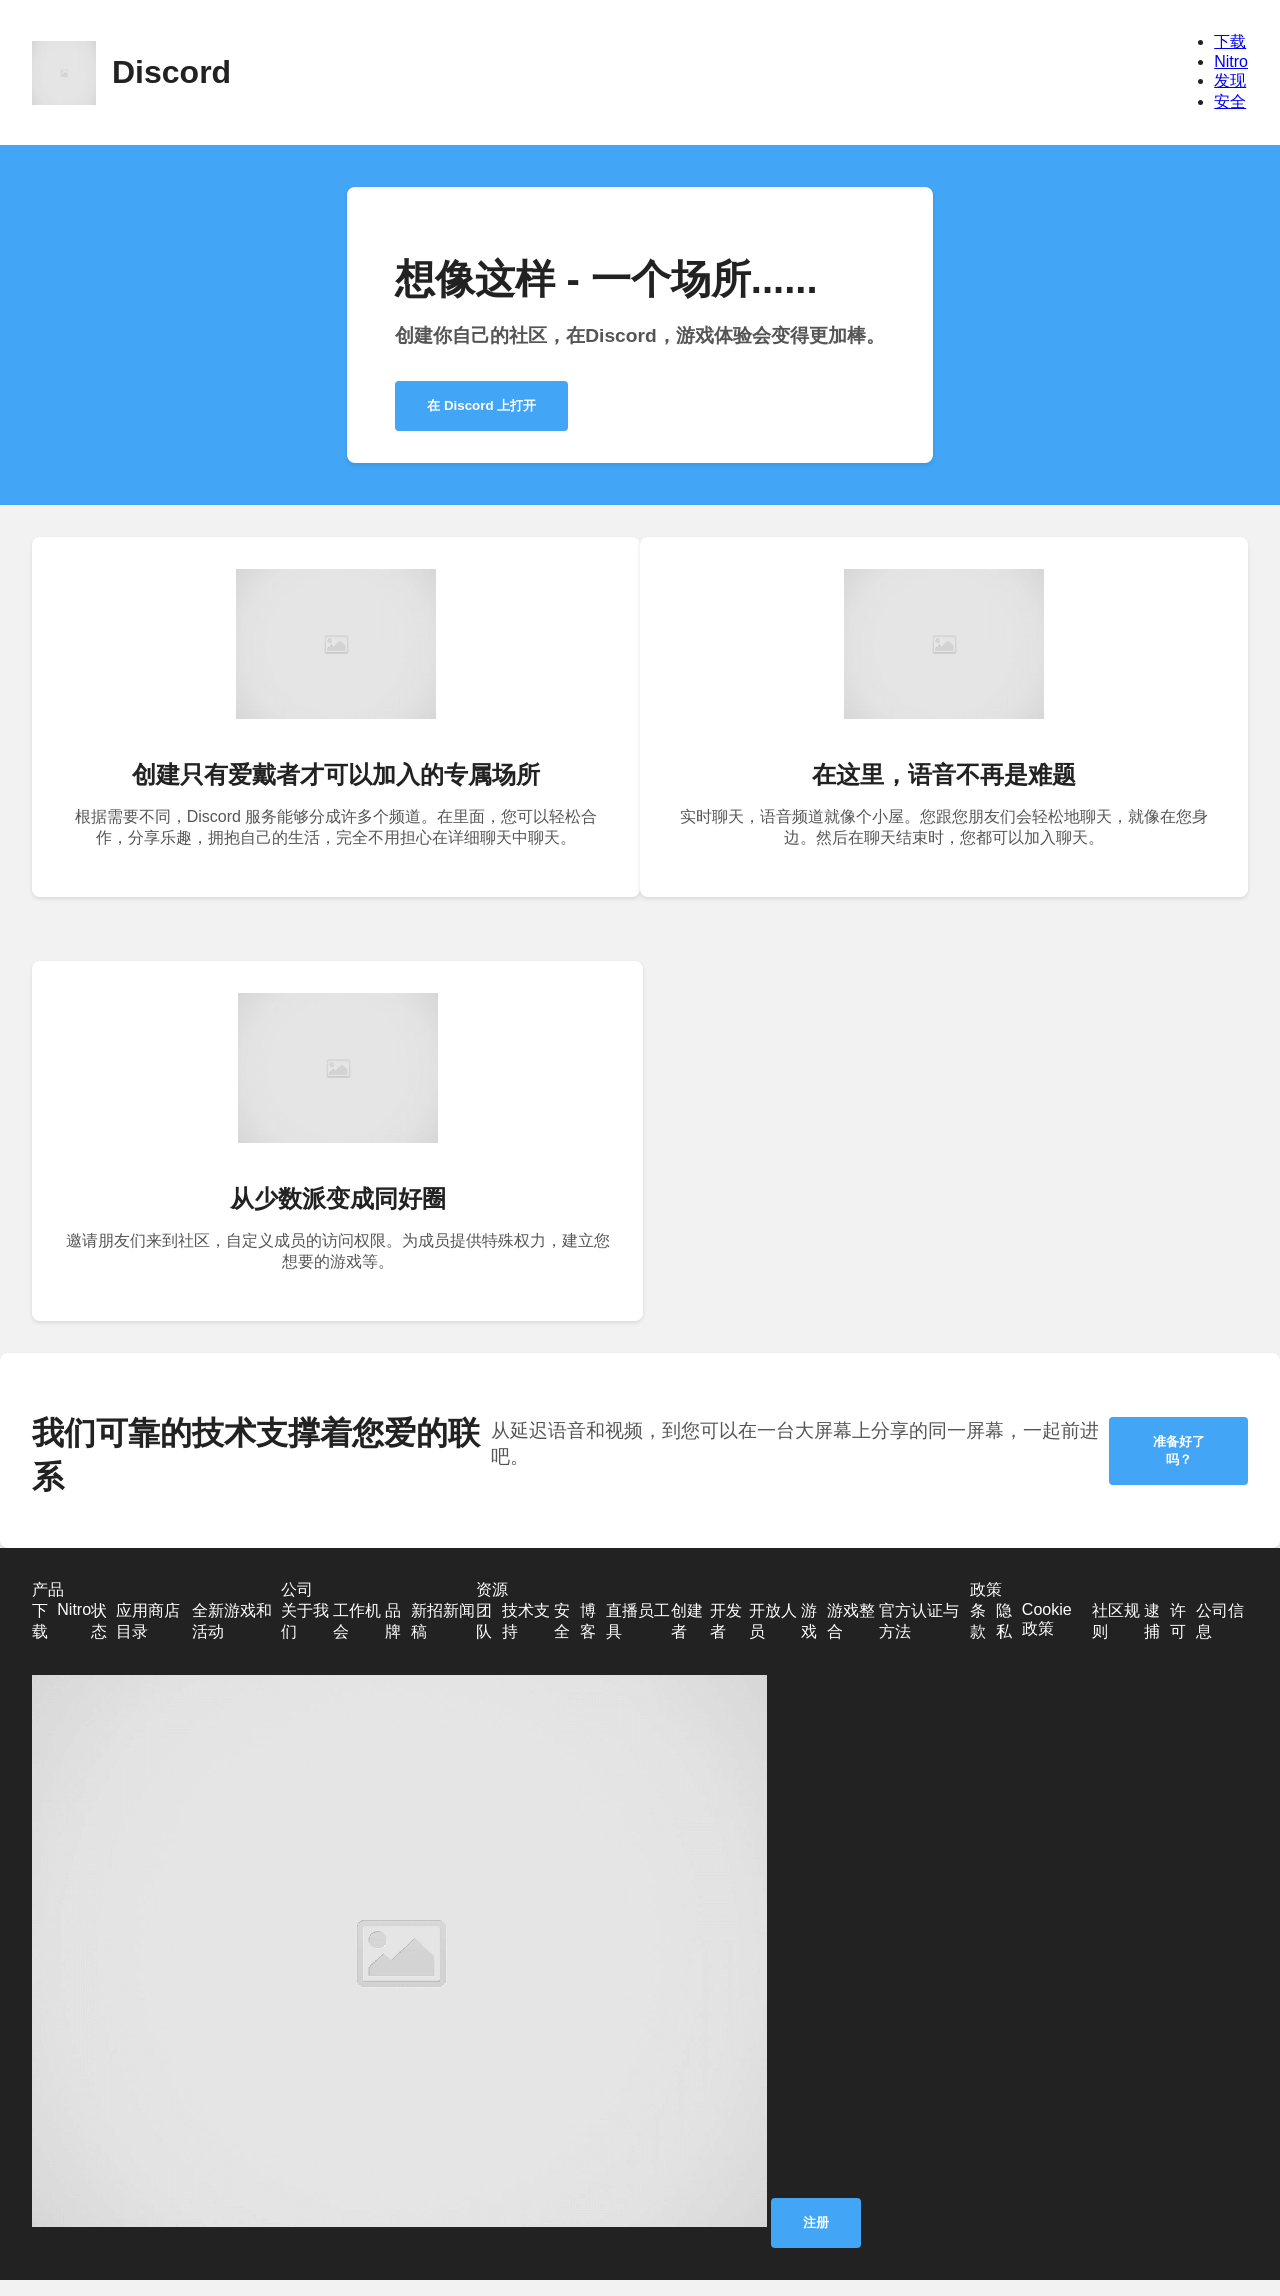 Discord
下载
Nitro
发现
安全
想像这样 - 一个场所......
创建你自己的社区，在Discord，游戏体验会变得更加棒。
在 Discord 上打开
创建只有爱戴者才可以加入的专属场所
根据需要不同，Discord 服务能够分成许多个频道。在里面，您可以轻松合
作，分享乐趣，拥抱自己的生活，完全不用担心在详细聊天中聊天。
在这里，语音不再是难题
实时聊天，语音频道就像个小屋。您跟您朋友们会轻松地聊天，就像在您身
边。然后在聊天结束时，您都可以加入聊天。
从少数派变成同好圈
邀请朋友们来到社区，自定义成员的访问权限。为成员提供特殊权力，建立您
想要的游戏等。
我们可靠的技术支撑着您爱的联
系
从延迟语音和视频，到您可以在一台大屏幕上分享的同一屏幕，一起前进
吧。
准备好了
吗？
产品
下
载
Nitro
状
态
应用商店
目录
全新游戏和
活动
公司
关于我
们
工作机
会
品
牌
新招新闻
稿
资源
团
队
技术支
持
安
全
博
客
直播员工
具
创建
者
开发
者
开放人
员
游
戏
游戏整
合
官方认证与
方法
政策
条
款
隐
私
Cookie
政策
社区规
则
逮
捕
许
可
公司信
息
注册